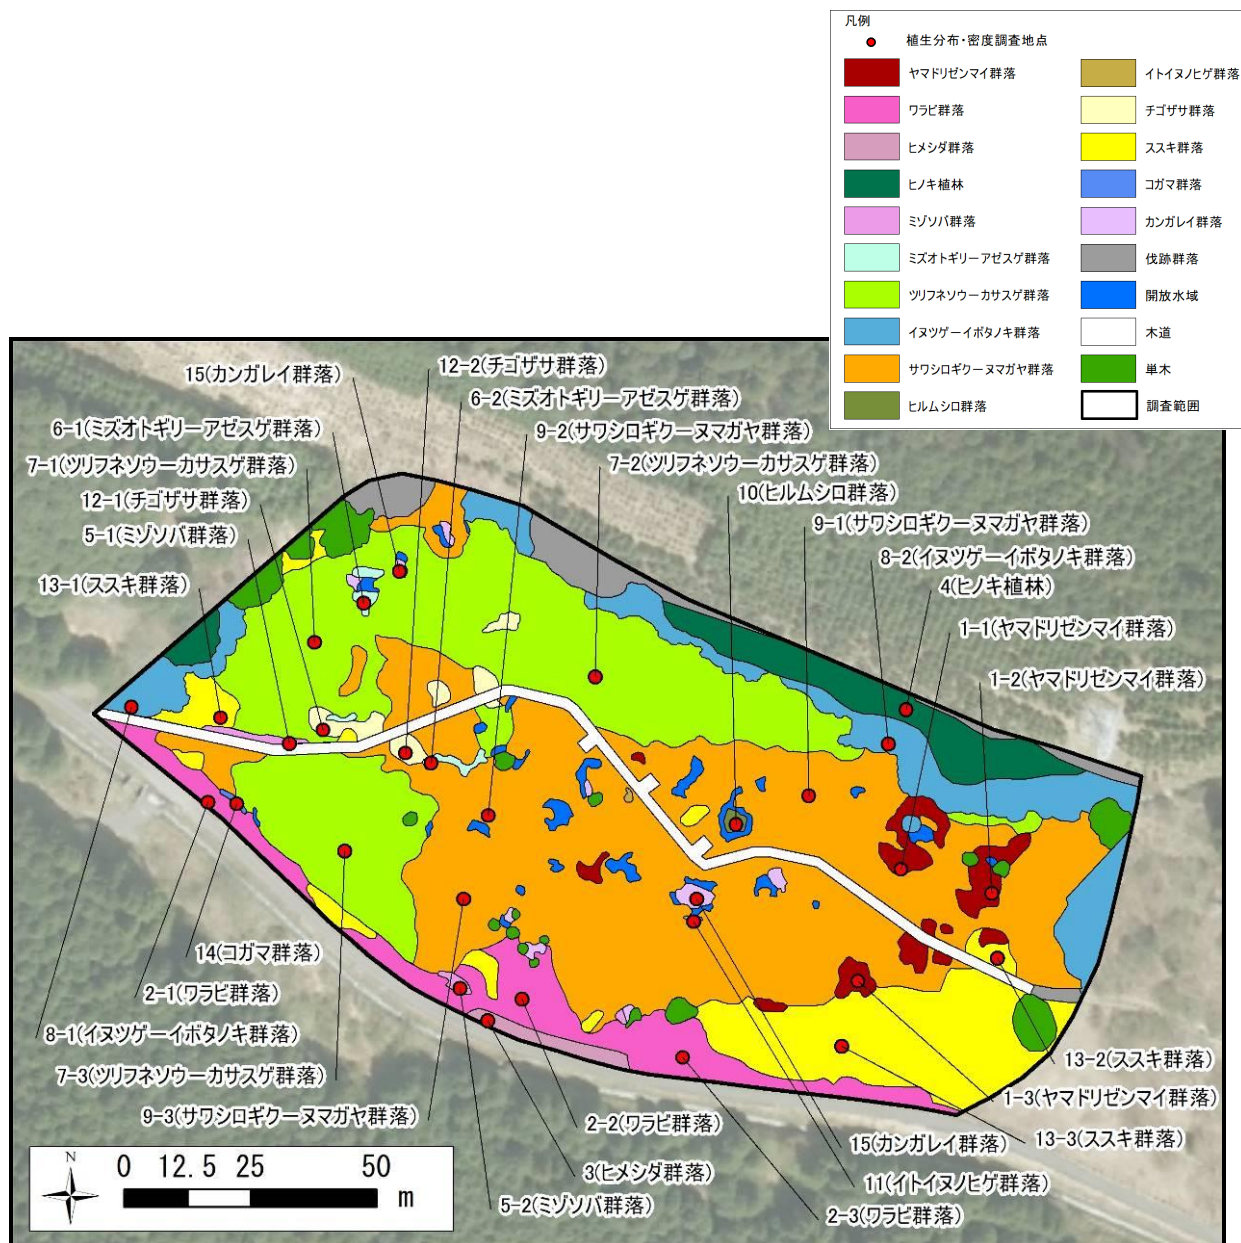 凡例
植生分布・密度調査地点
ヤマドリゼンマイ群落
ワラビ群落
ヒメシダ群落
ヒノキ植林
ミゾソバ群落
ミズオトギリーアゼスゲ群落
ツリフネソウーカサスゲ群落
イヌツゲーイボタノキ群落
サワシロギクーヌマガヤ群落
ヒルムシロ群落
イトイヌノヒゲ群落
チゴザサ群落
ススキ群落
コガマ群落
カンガレイ群落
伐跡群落
開放水域
木道
単木
調査範囲
15(カンガレイ群落)
12-2(チゴザサ群落)
6-2(ミズオトギリーアゼスゲ群落)
6-1(ミズオトギリーアゼスゲ群落)
9-2(サワシロギクーヌマガヤ群落)
7-1(ツリフネソウーカサスゲ群落)
7-2(ツリフネソウーカサスゲ群落)
12-1(チゴザサ群落)
10(ヒルムシロ群落)
5-1(ミゾソバ群落)
9-1(サワシロギクーヌマガヤ群落)
8-2(イヌツゲーイボタノキ群落)
13-1(ススキ群落)
4(ヒノキ植林)
1-1(ヤマドリゼンマイ群落)
1-2(ヤマドリゼンマイ群落)
14(コガマ群落)
2-1(ワラビ群落)
8-1(イヌツゲーイボタノキ群落)
7-3(ツリフネソウーカサスゲ群落)
9-3(サワシロギクーヌマガヤ群落)
13-2(ススキ群落)
1-3(ヤマドリゼンマイ群落)
2-2(ワラビ群落)
15(カンガレイ群落)
13-3(ススキ群落)
3(ヒメシダ群落)
11(イトイヌノヒゲ群落)
5-2(ミゾソバ群落)
2-3(ワラビ群落)
N
0 12.5 25 50
m